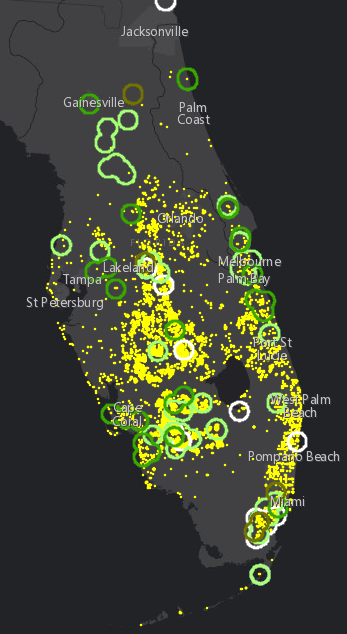 Jacksonville
Gainesville
Palm
Coast
Orlando
Lakeland
Melbourne
Tampa
Palm Bay
St Petersburg
Port St
Lucie
West Palm
Beach
Cape
Coral
Pompano Beach
Miami